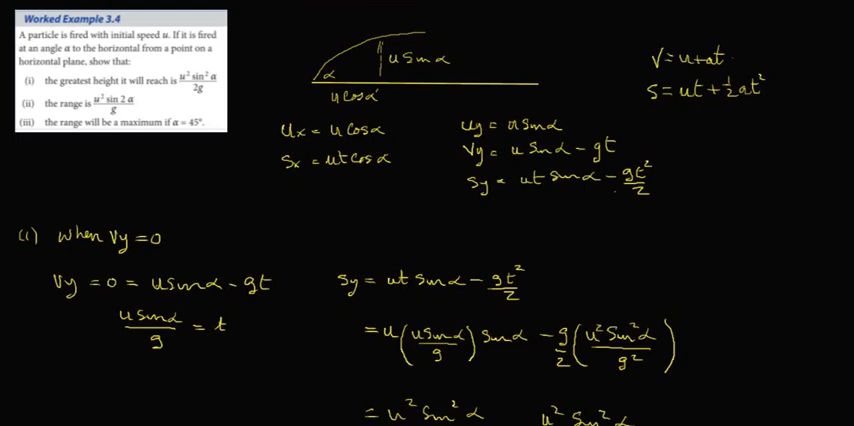 Worked Example 3.4
A particle is fired with initial speed u. If it is fired
at an angle α to the horizontal from a point on a
horizontal plane, show that:
(i) the greatest height it will reach is u² sin² α / 2g
(ii) the range is u² sin 2 α / g
(iii) the range will be a maximum if α = 45°.
u sin α
α
u cos α
v = u + at
s = ut + ½ at²
ux = u cos α
uy = u sin α
sx = ut cos α
vy = u sin α - gt
sy = ut sin α - gt²/2
(i) when vy = 0
vy = 0 = u sin α - gt
sy = ut sin α - gt²/2
u sin α / g = t
= u (u sin α / g) sin α - g/2 (u² sin² α / g²)
= u² sin² α u² sin² α